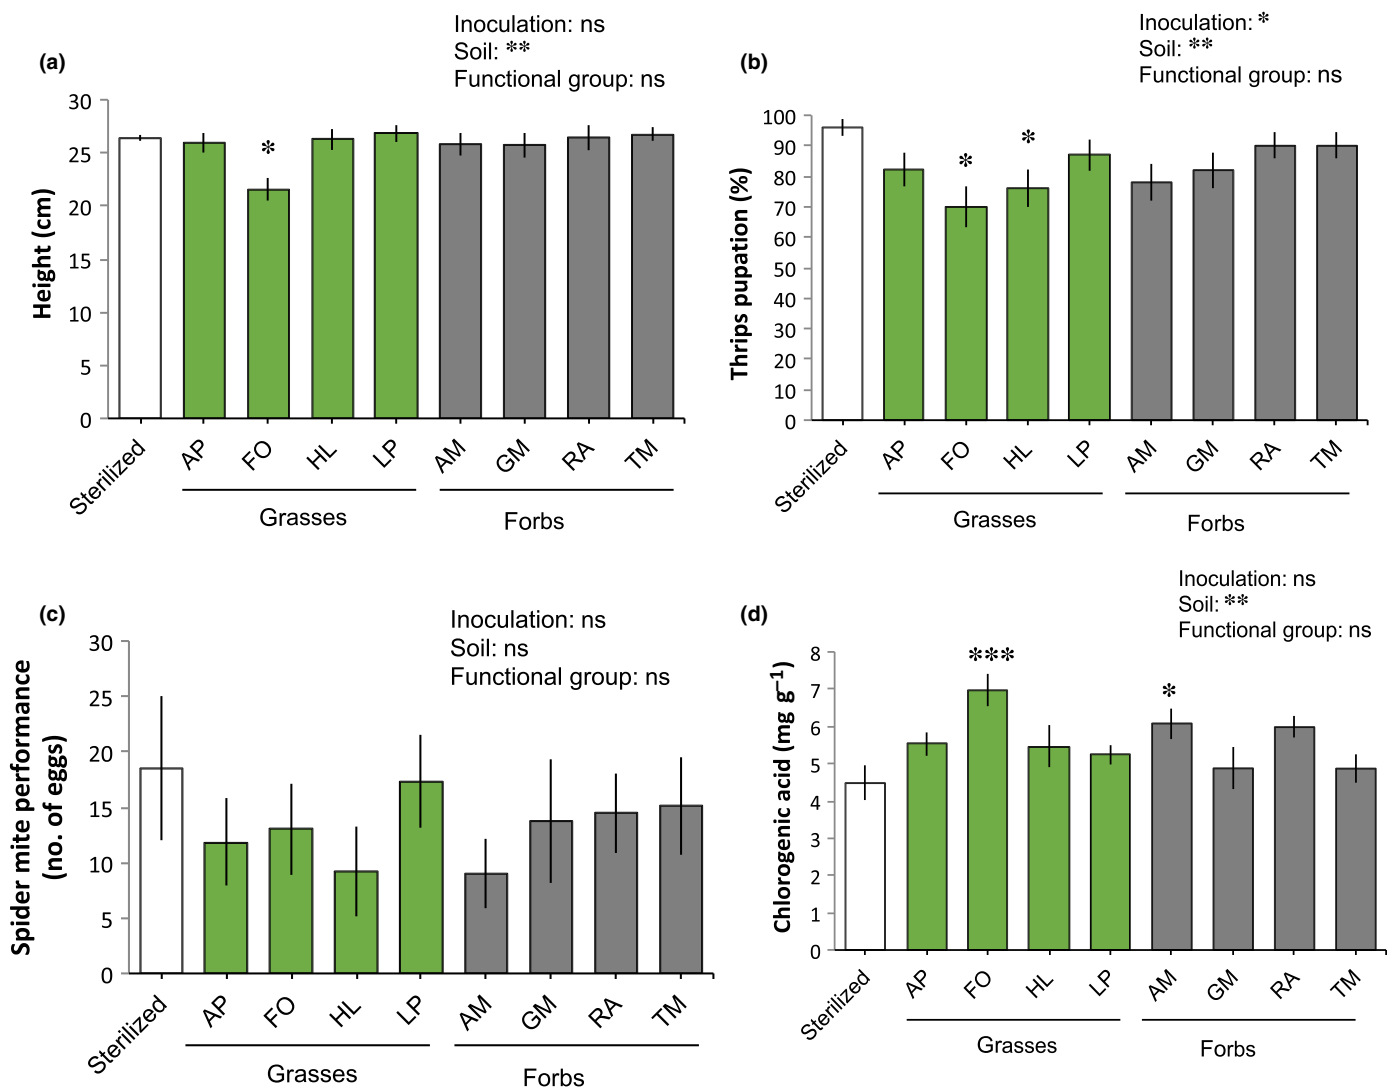 (a)
Inoculation: ns
Soil: **
Functional group: ns
Height (cm)
30
25
20
15
10
5
0
*
Sterilized
AP
FO
HL
LP
AM
GM
RA
TM
Grasses
Forbs
(b)
Inoculation: *
Soil: **
Functional group: ns
Thrips pupation (%)
100
90
80
70
60
50
40
30
20
10
0
*
*
Sterilized
AP
FO
HL
LP
AM
GM
RA
TM
Grasses
Forbs
(c)
Inoculation: ns
Soil: ns
Functional group: ns
Spider mite performance
(no. of eggs)
30
25
20
15
10
5
0
Sterilized
AP
FO
HL
LP
AM
GM
RA
TM
Grasses
Forbs
(d)
Inoculation: ns
Soil: **
Functional group: ns
Chlorogenic acid (mg g⁻¹)
8
7
6
5
4
3
2
1
0
***
*
Sterilized
AP
FO
HL
LP
AM
GM
RA
TM
Grasses
Forbs